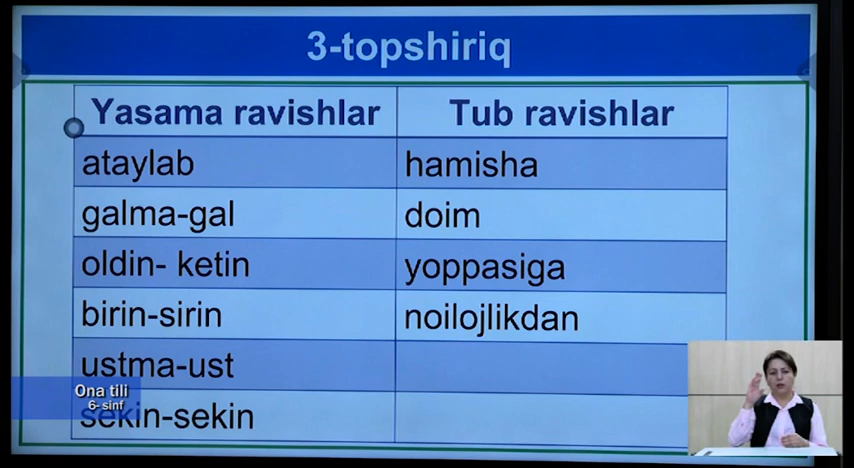 3-topshiriq
Yasama ravishlar Tub ravishlar
ataylab hamisha
galma-gal doim
oldin- ketin yoppasiga
birin-sirin noilojlikdan
ustma-ust
sekin-sekin
Ona tili
6- sinf